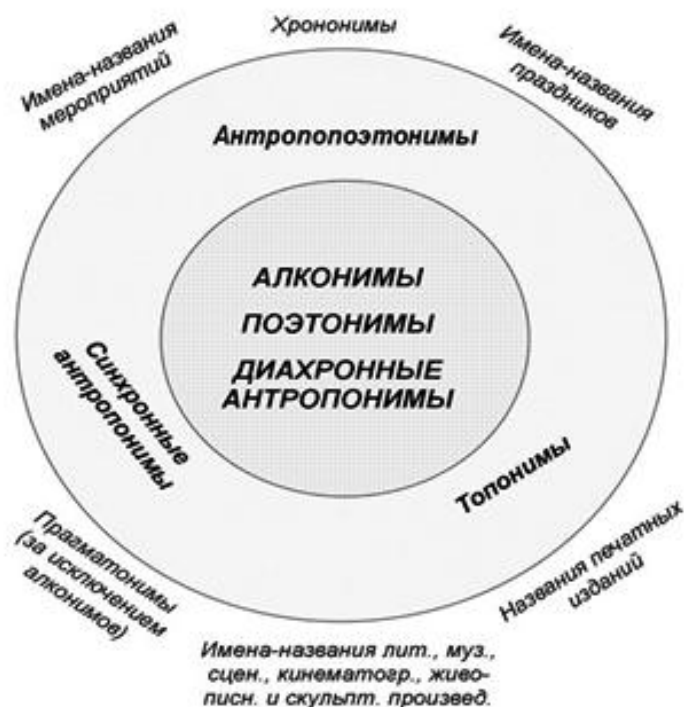 Хрононимы
Имена-названия
мероприятий
Имена-названия
праздников
Антропопоэтонимы
АЛКОНИМЫ
ПОЭТОНИМЫ
ДИАХРОННЫЕ
АНТРОПОНИМЫ
Синхронные
антропонимы
Топонимы
Прагматонимы
(за исключением
алконимов)
Названия печатных
изданий
Имена-названия лит., муз.,
сцен., кинематогр., живо-
писн. и скульпт. произвед.